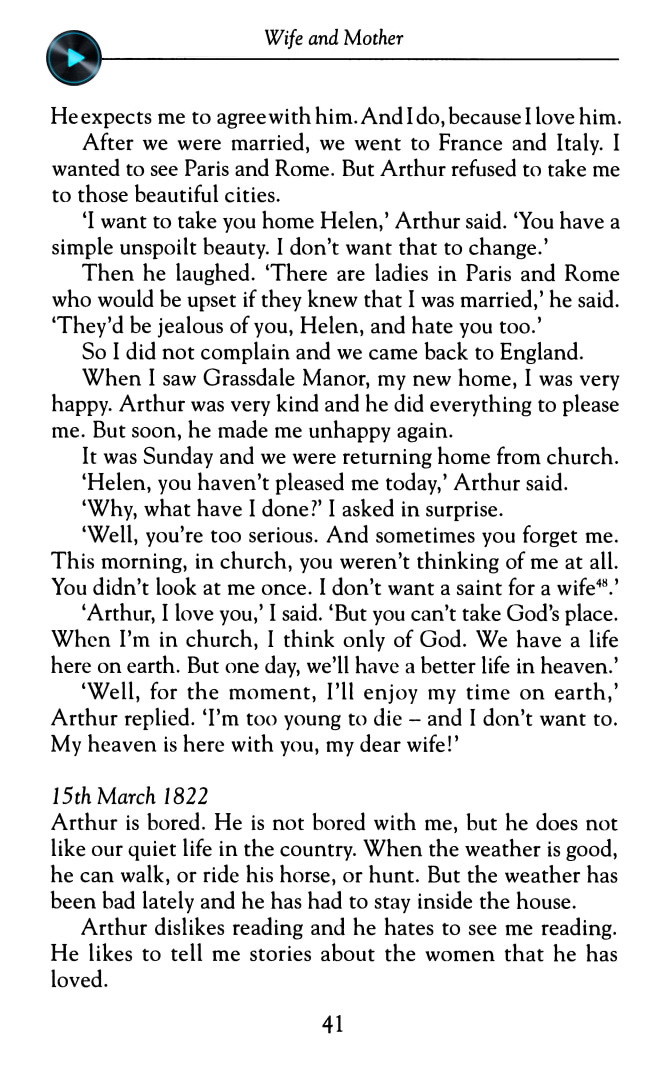 Wife and Mother
He expects me to agree with him. And I do, because I love him.
After we were married, we went to France and Italy. I
wanted to see Paris and Rome. But Arthur refused to take me
to those beautiful cities.
‘I want to take you home Helen,’ Arthur said. ‘You have a
simple unspoilt beauty. I don’t want that to change.’
Then he laughed. ‘There are ladies in Paris and Rome
who would be upset if they knew that I was married,’ he said.
‘They’d be jealous of you, Helen, and hate you too.’
So I did not complain and we came back to England.
When I saw Grassdale Manor, my new home, I was very
happy. Arthur was very kind and he did everything to please
me. But soon, he made me unhappy again.
It was Sunday and we were returning home from church.
‘Helen, you haven’t pleased me today,’ Arthur said.
‘Why, what have I done?’ I asked in surprise.
‘Well, you’re too serious. And sometimes you forget me.
This morning, in church, you weren’t thinking of me at all.
You didn’t look at me once. I don’t want a saint for a wife⁴⁸.’
‘Arthur, I love you,’ I said. ‘But you can’t take God’s place.
When I’m in church, I think only of God. We have a life
here on earth. But one day, we’ll have a better life in heaven.’
‘Well, for the moment, I’ll enjoy my time on earth,’
Arthur replied. ‘I’m too young to die – and I don’t want to.
My heaven is here with you, my dear wife!’
15th March 1822
Arthur is bored. He is not bored with me, but he does not
like our quiet life in the country. When the weather is good,
he can walk, or ride his horse, or hunt. But the weather has
been bad lately and he has had to stay inside the house.
Arthur dislikes reading and he hates to see me reading.
He likes to tell me stories about the women that he has
loved.
41